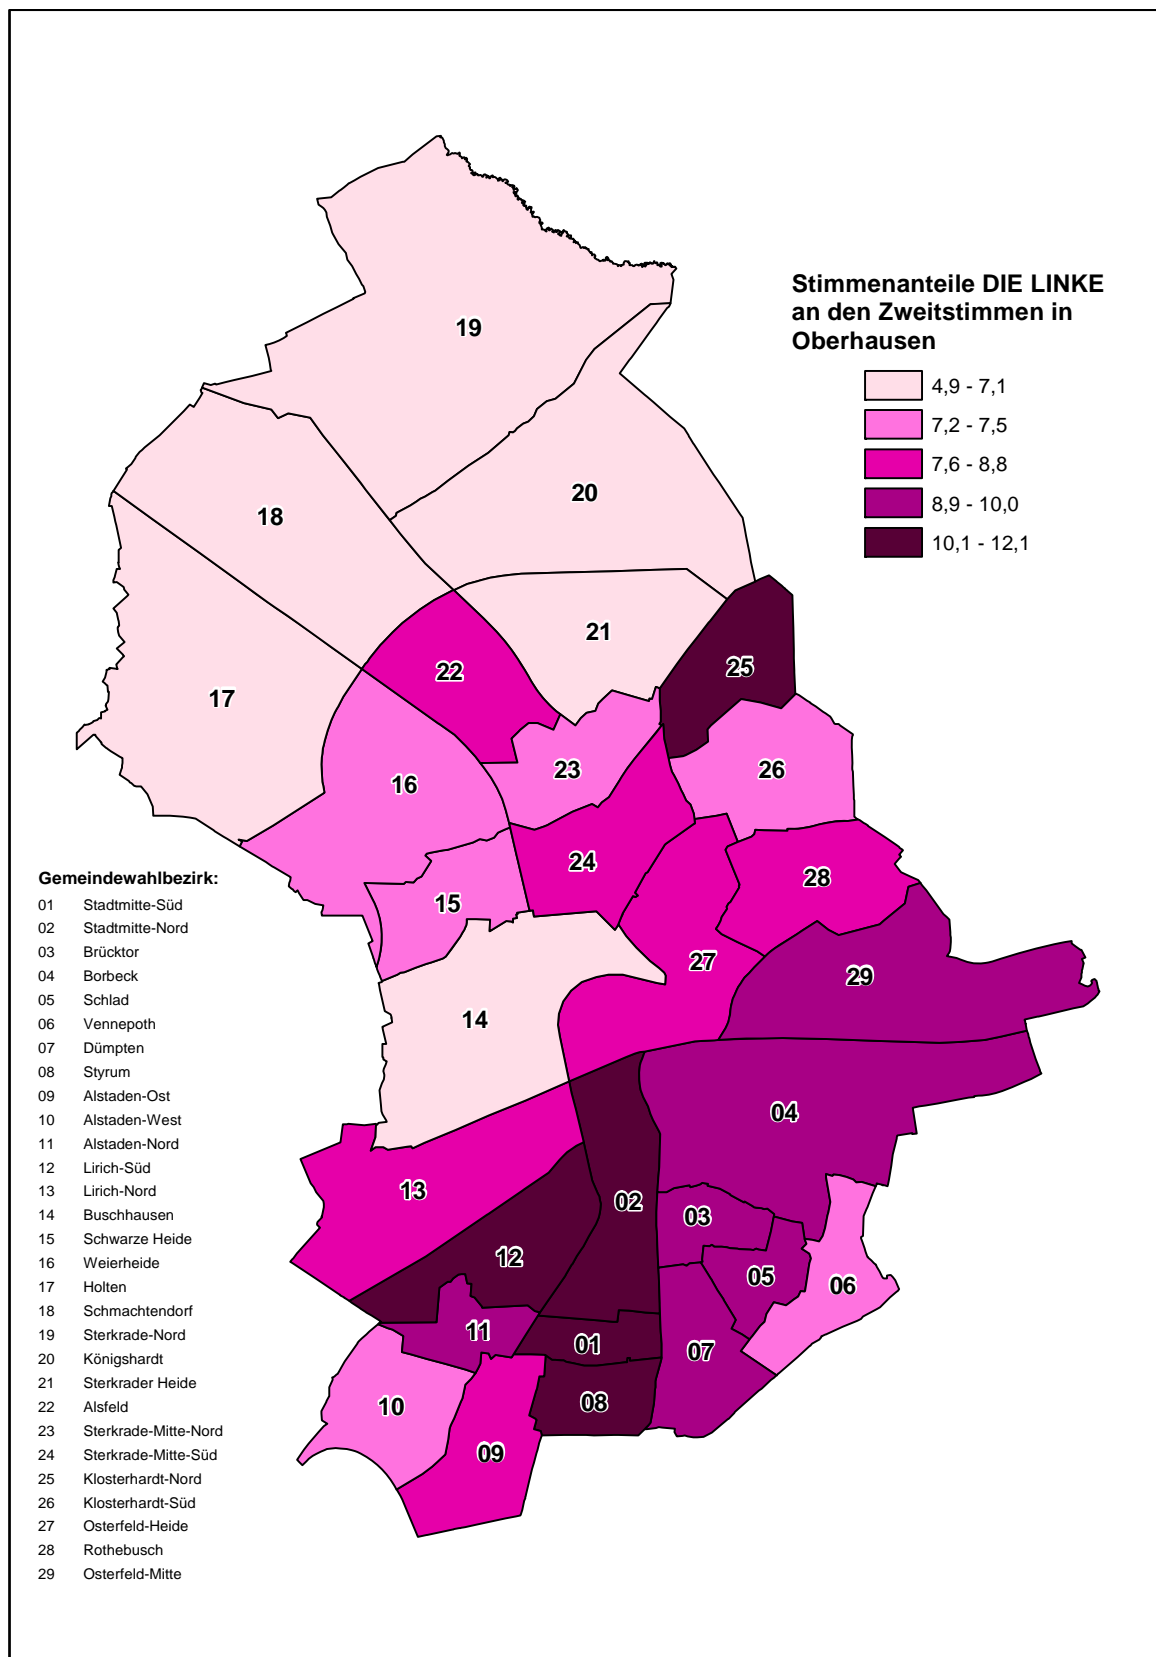 Stimmenanteile DIE LINKE
an den Zweitstimmen in
Oberhausen
4,9 - 7,1
7,2 - 7,5
7,6 - 8,8
8,9 - 10,0
10,1 - 12,1
19
20
18
21
25
22
17
23
26
16
24
28
15
27
29
14
04
13
02
03
12
05
06
11
01
07
10
08
09
Gemeindewahlbezirk:
01 Stadtmitte-Süd
02 Stadtmitte-Nord
03 Brücktor
04 Borbeck
05 Schlad
06 Vennepoth
07 Dümpten
08 Styrum
09 Alstaden-Ost
10 Alstaden-West
11 Alstaden-Nord
12 Lirich-Süd
13 Lirich-Nord
14 Buschhausen
15 Schwarze Heide
16 Weierheide
17 Holten
18 Schmachtendorf
19 Sterkrade-Nord
20 Königshardt
21 Sterkrader Heide
22 Alsfeld
23 Sterkrade-Mitte-Nord
24 Sterkrade-Mitte-Süd
25 Klosterhardt-Nord
26 Klosterhardt-Süd
27 Osterfeld-Heide
28 Rothebusch
29 Osterfeld-Mitte